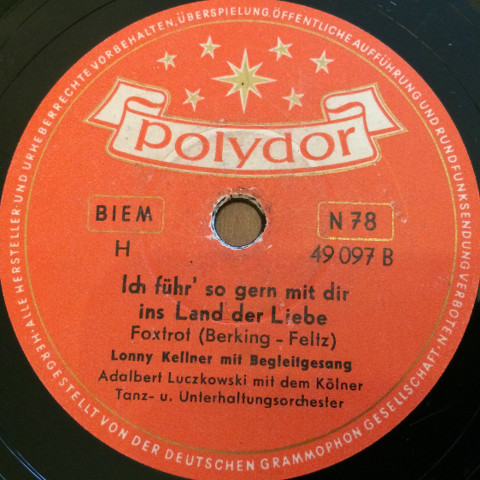 ALLE HERSTELLER- UND URHEBERRECHTE VORBEHALTEN, ÜBERSPIELUNG, ÖFFENTLICHE AUFFÜHRUNG UND RUNDFUNKSENDUNG VERBOTEN
polydor
BIEM
N 78
H
49 097 B
Ich führ' so gern mit dir
ins Land der Liebe
Foxtrot (Berking - Feltz)
Lonny Kellner mit Begleitgesang
Adalbert Luczkowski mit dem Kölner
Tanz- u. Unterhaltungsorchester
HERGESTELLT VON DER DEUTSCHEN GRAMMOPHON GESELLSCHAFT